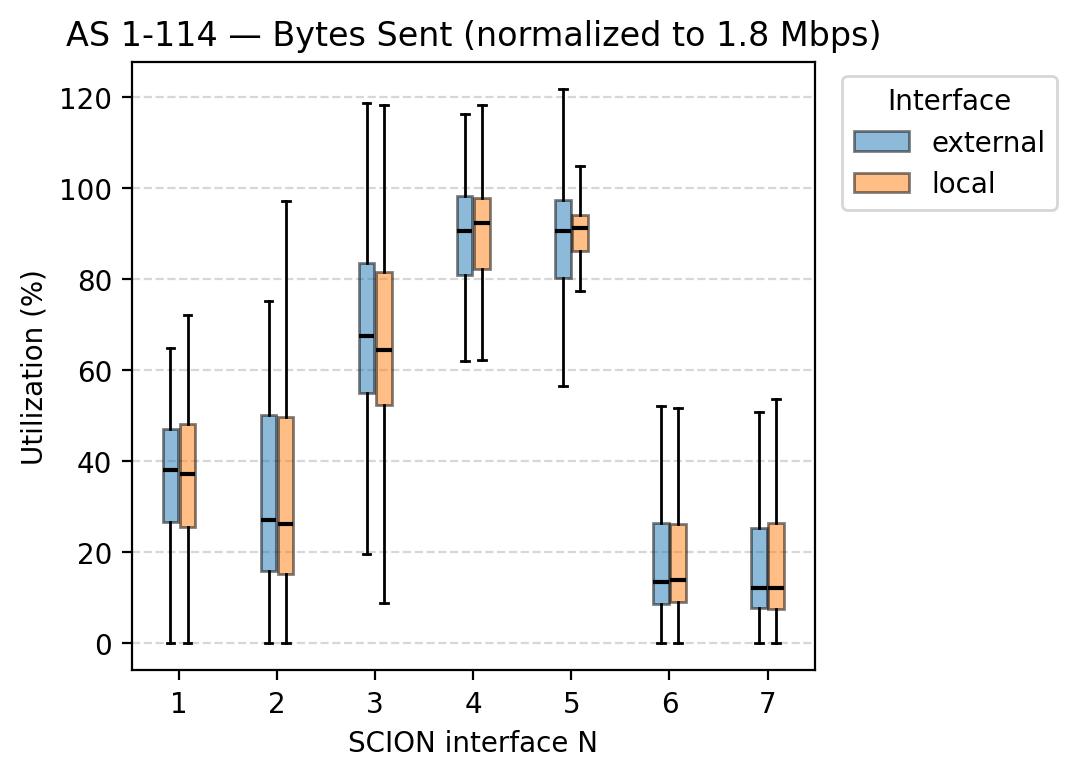 AS 1-114 — Bytes Sent (normalized to 1.8 Mbps)
Interface
external
local
Utilization (%)
120
100
80
60
40
20
0
1 2 3 4 5 6 7
SCION interface N